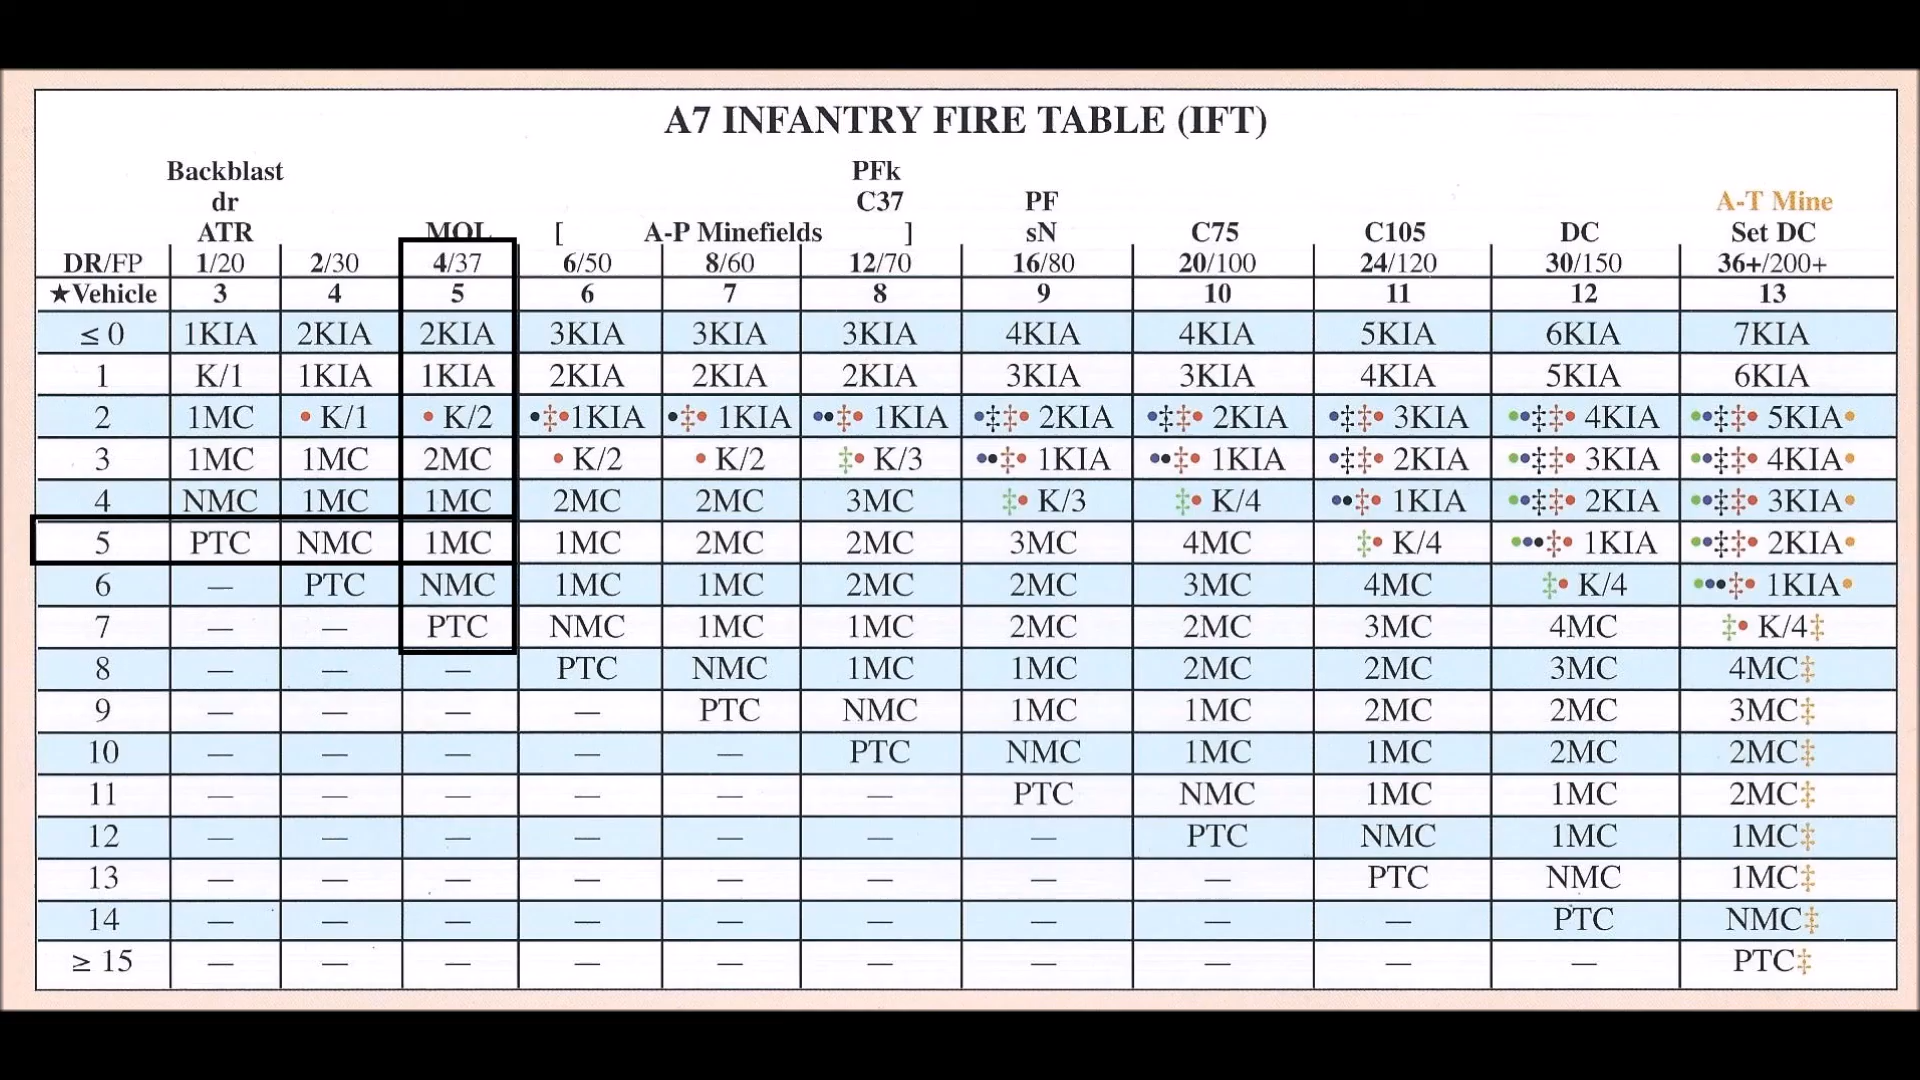 A7 INFANTRY FIRE TABLE (IFT)
Backblast PFk
dr C37 PF A-T Mine
ATR MOL [ A-P Minefields ] sN C75 C105 DC Set DC
DR/FP 1/20 2/30 4/37 6/50 8/60 12/70 16/80 20/100 24/120 30/150 36+/200+
★Vehicle 3 4 5 6 7 8 9 10 11 12 13
≤ 0 1KIA 2KIA 2KIA 3KIA 3KIA 3KIA 4KIA 4KIA 5KIA 6KIA 7KIA
1 K/1 1KIA 1KIA 2KIA 2KIA 2KIA 3KIA 3KIA 4KIA 5KIA 6KIA
2 1MC • K/1 • K/2 •‡•1KIA •‡• 1KIA ••‡• 1KIA •‡‡• 2KIA •‡‡• 2KIA •‡‡• 3KIA ••‡‡• 4KIA ••‡‡• 5KIA•
3 1MC 1MC 2MC • K/2 • K/2 ‡• K/3 ••‡• 1KIA ••‡• 1KIA •‡‡• 2KIA ••‡‡• 3KIA ••‡‡• 4KIA•
4 NMC 1MC 1MC 2MC 2MC 3MC ‡• K/3 ‡• K/4 ••‡• 1KIA ••‡‡• 2KIA ••‡‡• 3KIA•
5 PTC NMC 1MC 1MC 2MC 2MC 3MC 4MC ‡• K/4 •••‡• 1KIA ••‡‡• 2KIA•
6 — PTC NMC 1MC 1MC 2MC 2MC 3MC 4MC ‡• K/4 •••‡• 1KIA•
7 — — PTC NMC 1MC 1MC 2MC 2MC 3MC 4MC ‡• K/4‡
8 — — — PTC NMC 1MC 1MC 2MC 2MC 3MC 4MC‡
9 — — — — PTC NMC 1MC 1MC 2MC 2MC 3MC‡
10 — — — — — PTC NMC 1MC 1MC 2MC 2MC‡
11 — — — — — — PTC NMC 1MC 1MC 2MC‡
12 — — — — — — — PTC NMC 1MC 1MC‡
13 — — — — — — — — PTC NMC 1MC‡
14 — — — — — — — — — PTC NMC‡
≥ 15 — — — — — — — — — — PTC‡